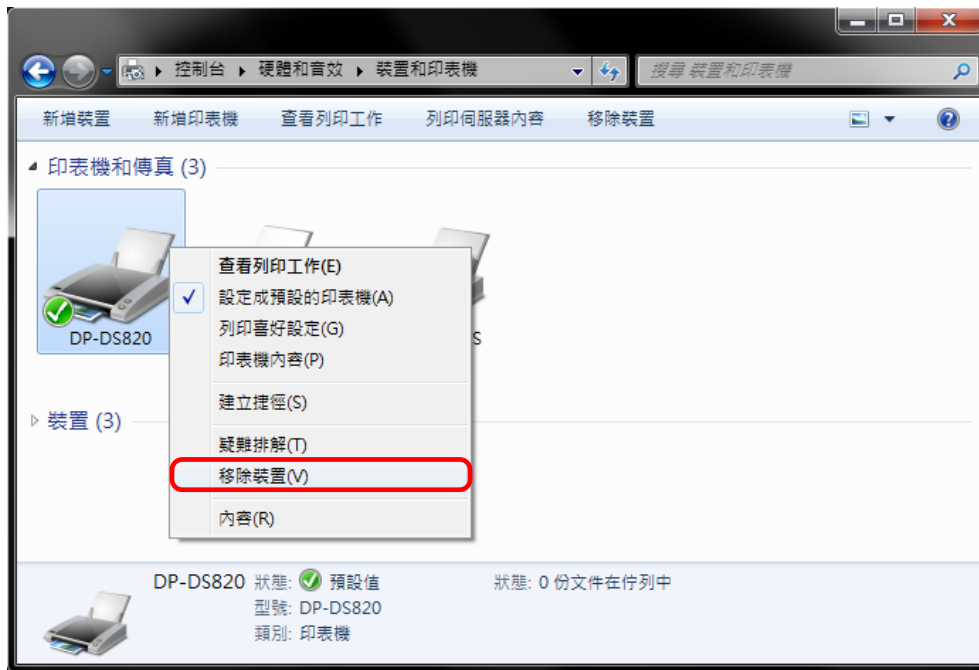 控制台 ▸ 硬體和音效 ▸ 裝置和印表機
搜尋 裝置和印表機
新增裝置 新增印表機 查看列印工作 列印伺服器內容 移除裝置
印表機和傳真 (3)
DP-DS820
S
查看列印工作(E)
設定成預設的印表機(A)
列印喜好設定(G)
印表機內容(P)
建立捷徑(S)
疑難排解(T)
移除裝置(V)
內容(R)
裝置 (3)
DP-DS820 狀態: 預設值 狀態: 0 份文件在佇列中
型號: DP-DS820
類別: 印表機